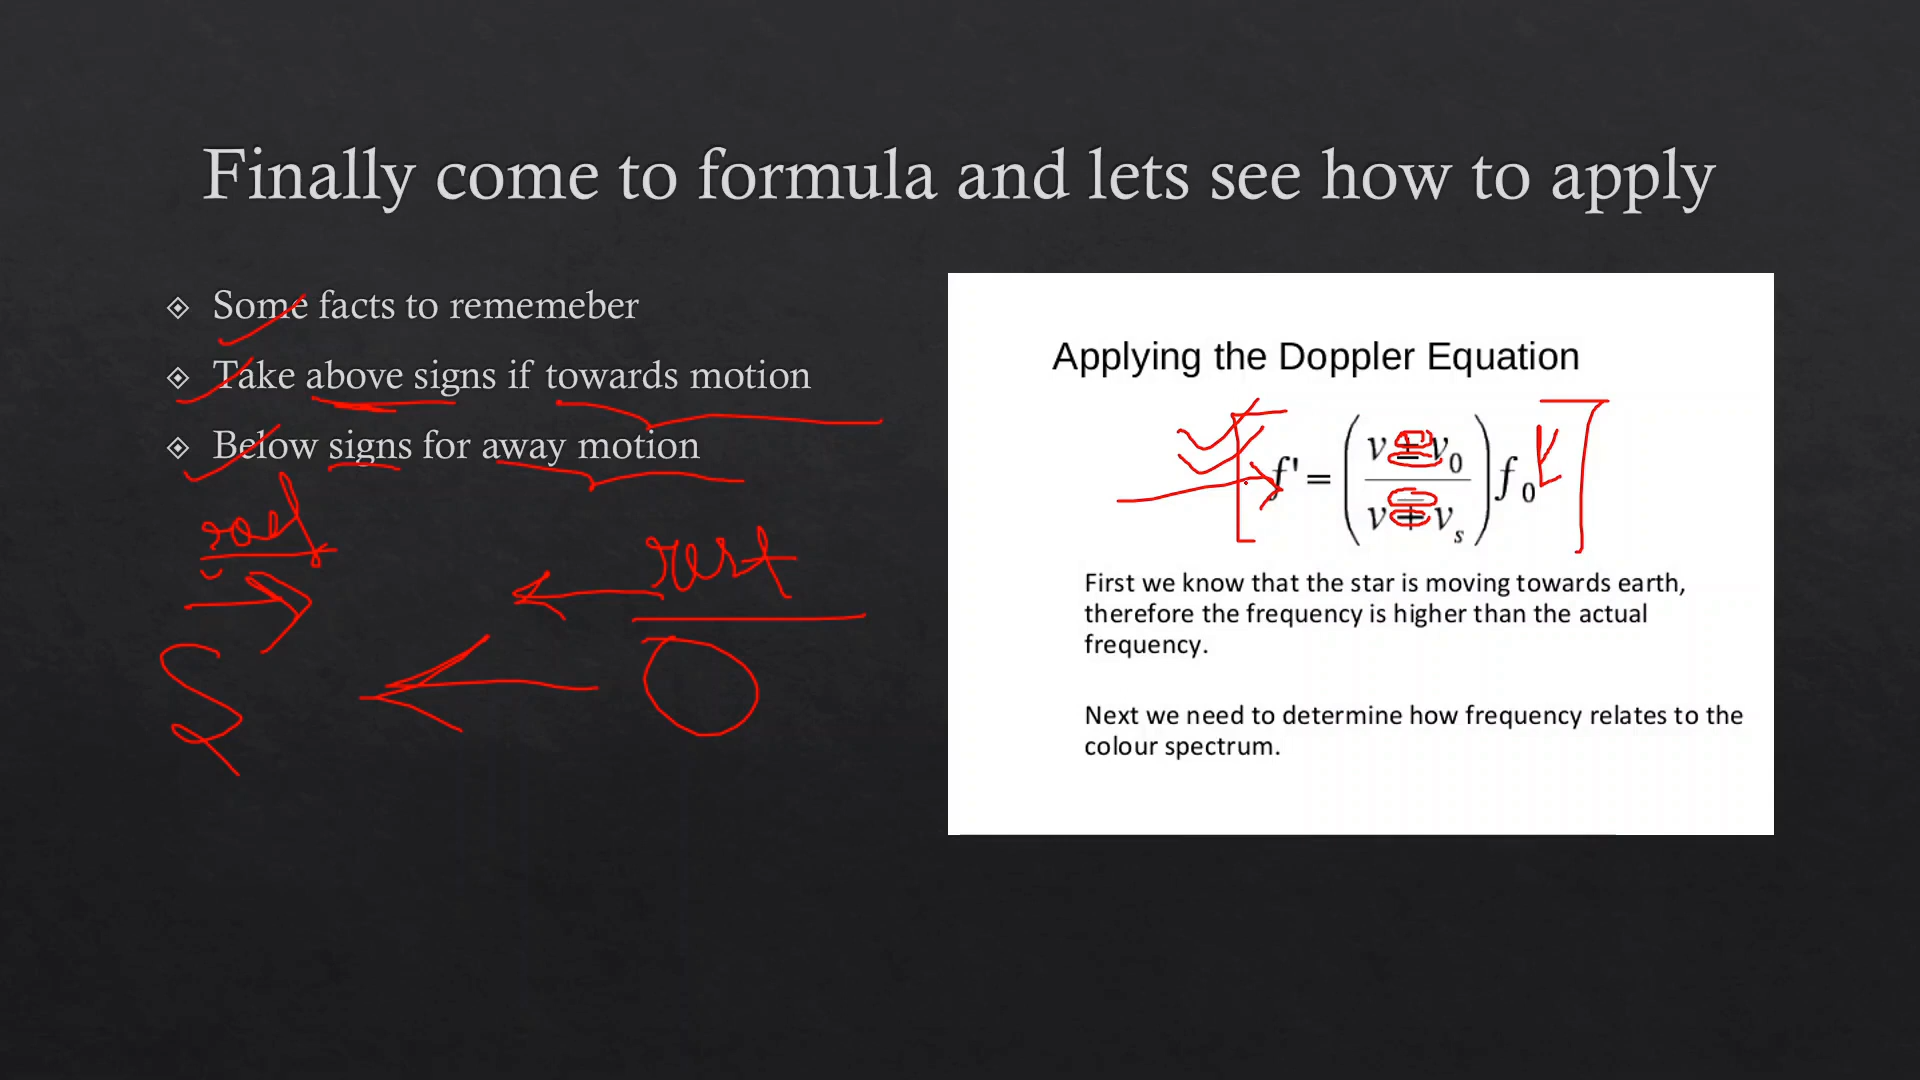 Finally come to formula and lets see how to apply
Some facts to rememeber
Take above signs if towards motion
Below signs for away motion
rest
S
O
Applying the Doppler Equation
f' = (v ± v₀ / v ∓ vₛ) f₀
First we know that the star is moving towards earth,
therefore the frequency is higher than the actual
frequency.
Next we need to determine how frequency relates to the
colour spectrum.